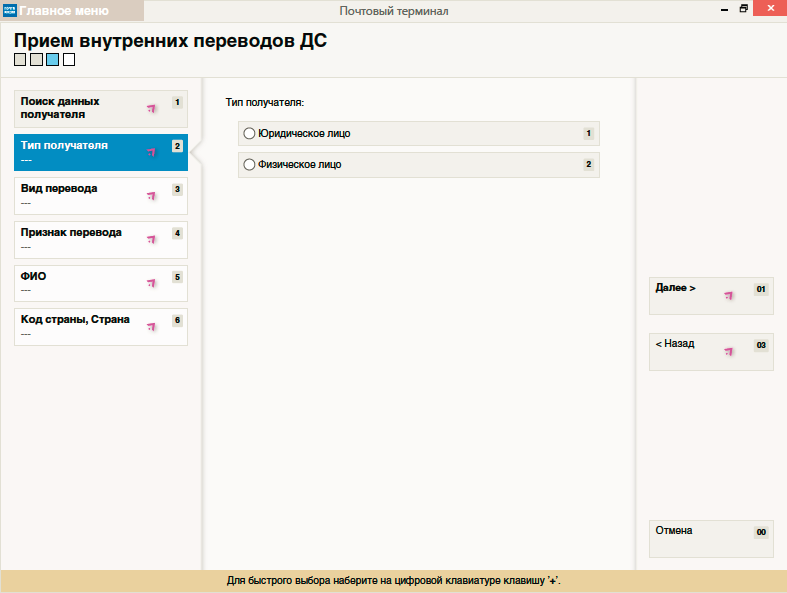 Главное меню
Почтовый терминал
Прием внутренних переводов ДС
Поиск данных
получателя
1
Тип получателя
2
---
Вид перевода
3
---
Признак перевода
4
---
ФИО
5
---
Код страны, Страна
6
---
Тип получателя:
Юридическое лицо
1
Физическое лицо
2
Далее >
01
< Назад
03
Отмена
00
Для быстрого выбора наберите на цифровой клавиатуре клавишу '+'.